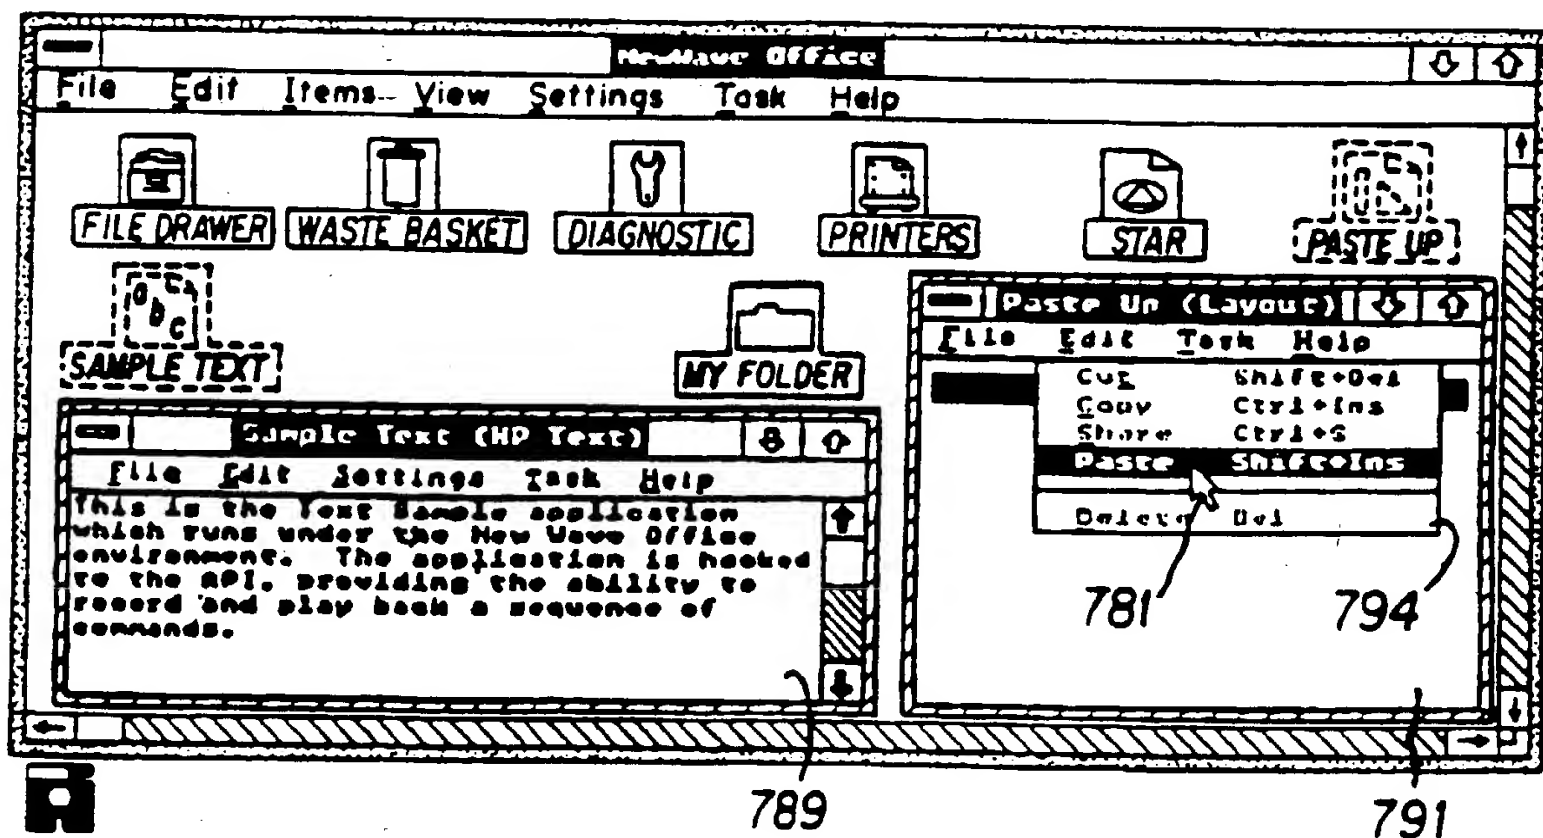 NewWave Office
File Edit Items View Settings Task Help
FILE DRAWER WASTE BASKET DIAGNOSTIC PRINTERS STAR PASTE UP
SAMPLE TEXT MY FOLDER
Paste Up (Layout)
File Edit Task Help
Cut Shift+Del
Copy Ctrl+Ins
Share Ctrl+S
Paste Shift+Ins
Delete Del
Sample Text (HP Text)
File Edit Settings Task Help
This is the Text Sample application
which runs under the New Wave Office
environment. The application is hooked
to the API, providing the ability to
record and play back a sequence of
commands.
781 794
789 791